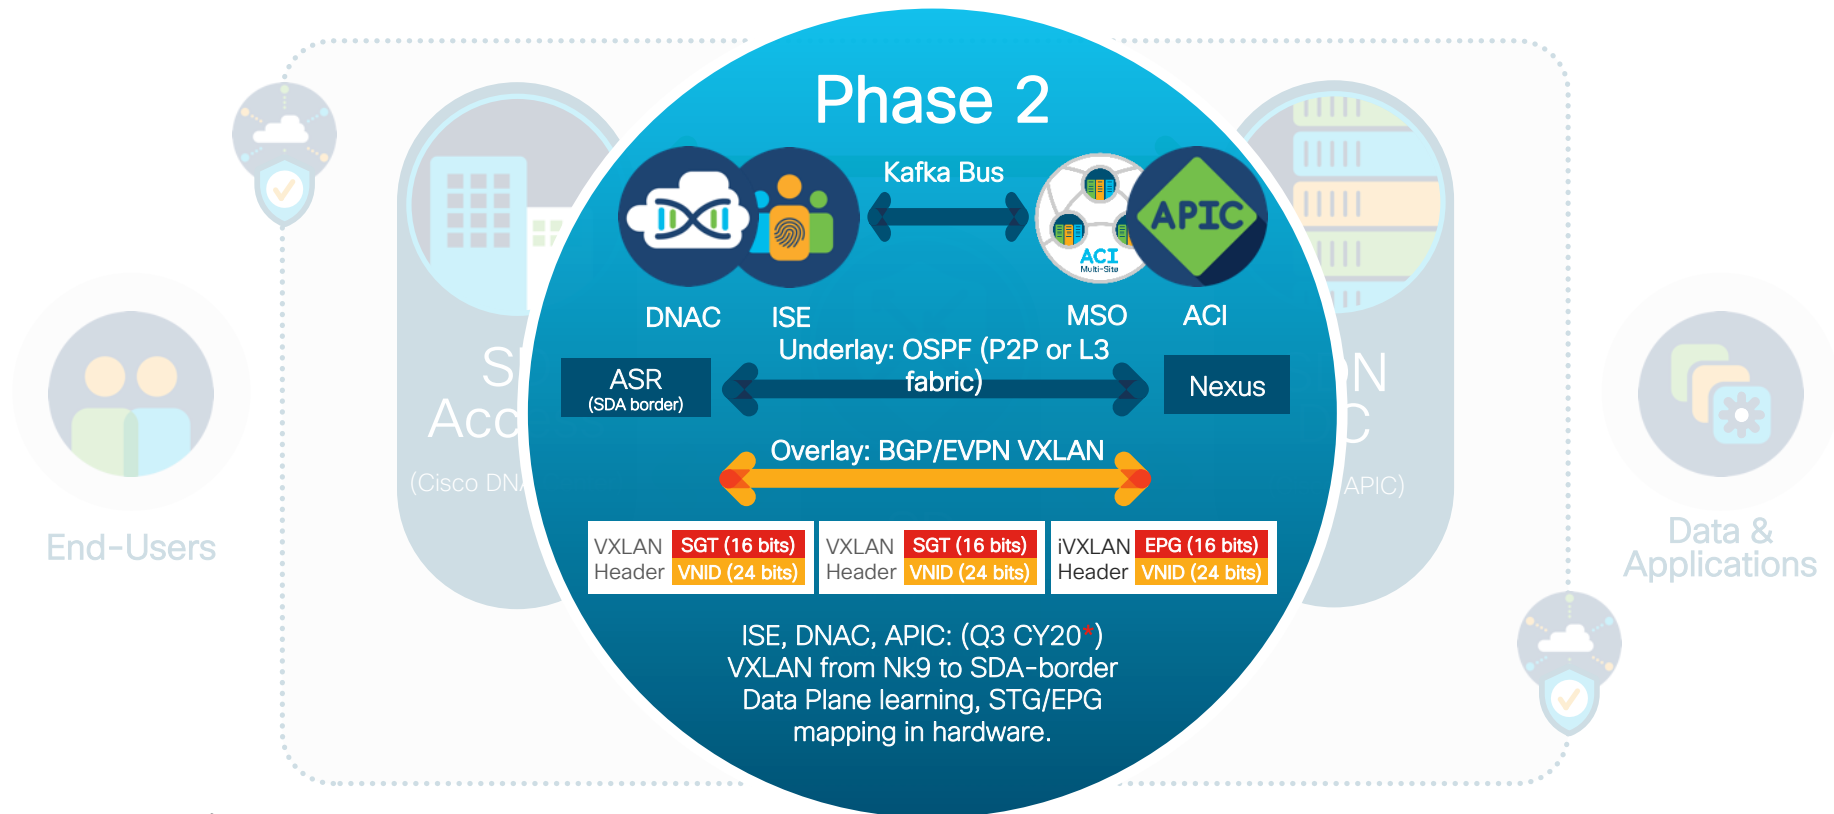 Phase 2
Kafka Bus
APIC
ACI
Multi-Site
DNAC
ISE
MSO
ACI
Underlay: OSPF (P2P or L3
fabric)
ASR
(SDA border)
Nexus
Overlay: BGP/EVPN VXLAN
VXLAN
Header
SGT (16 bits)
VNID (24 bits)
VXLAN
Header
SGT (16 bits)
VNID (24 bits)
iVXLAN
Header
EPG (16 bits)
VNID (24 bits)
ISE, DNAC, APIC: (Q3 CY20*)
VXLAN from Nk9 to SDA-border
Data Plane learning, STG/EPG
mapping in hardware.
End-Users
Data &
Applications
(Cisco
APIC)